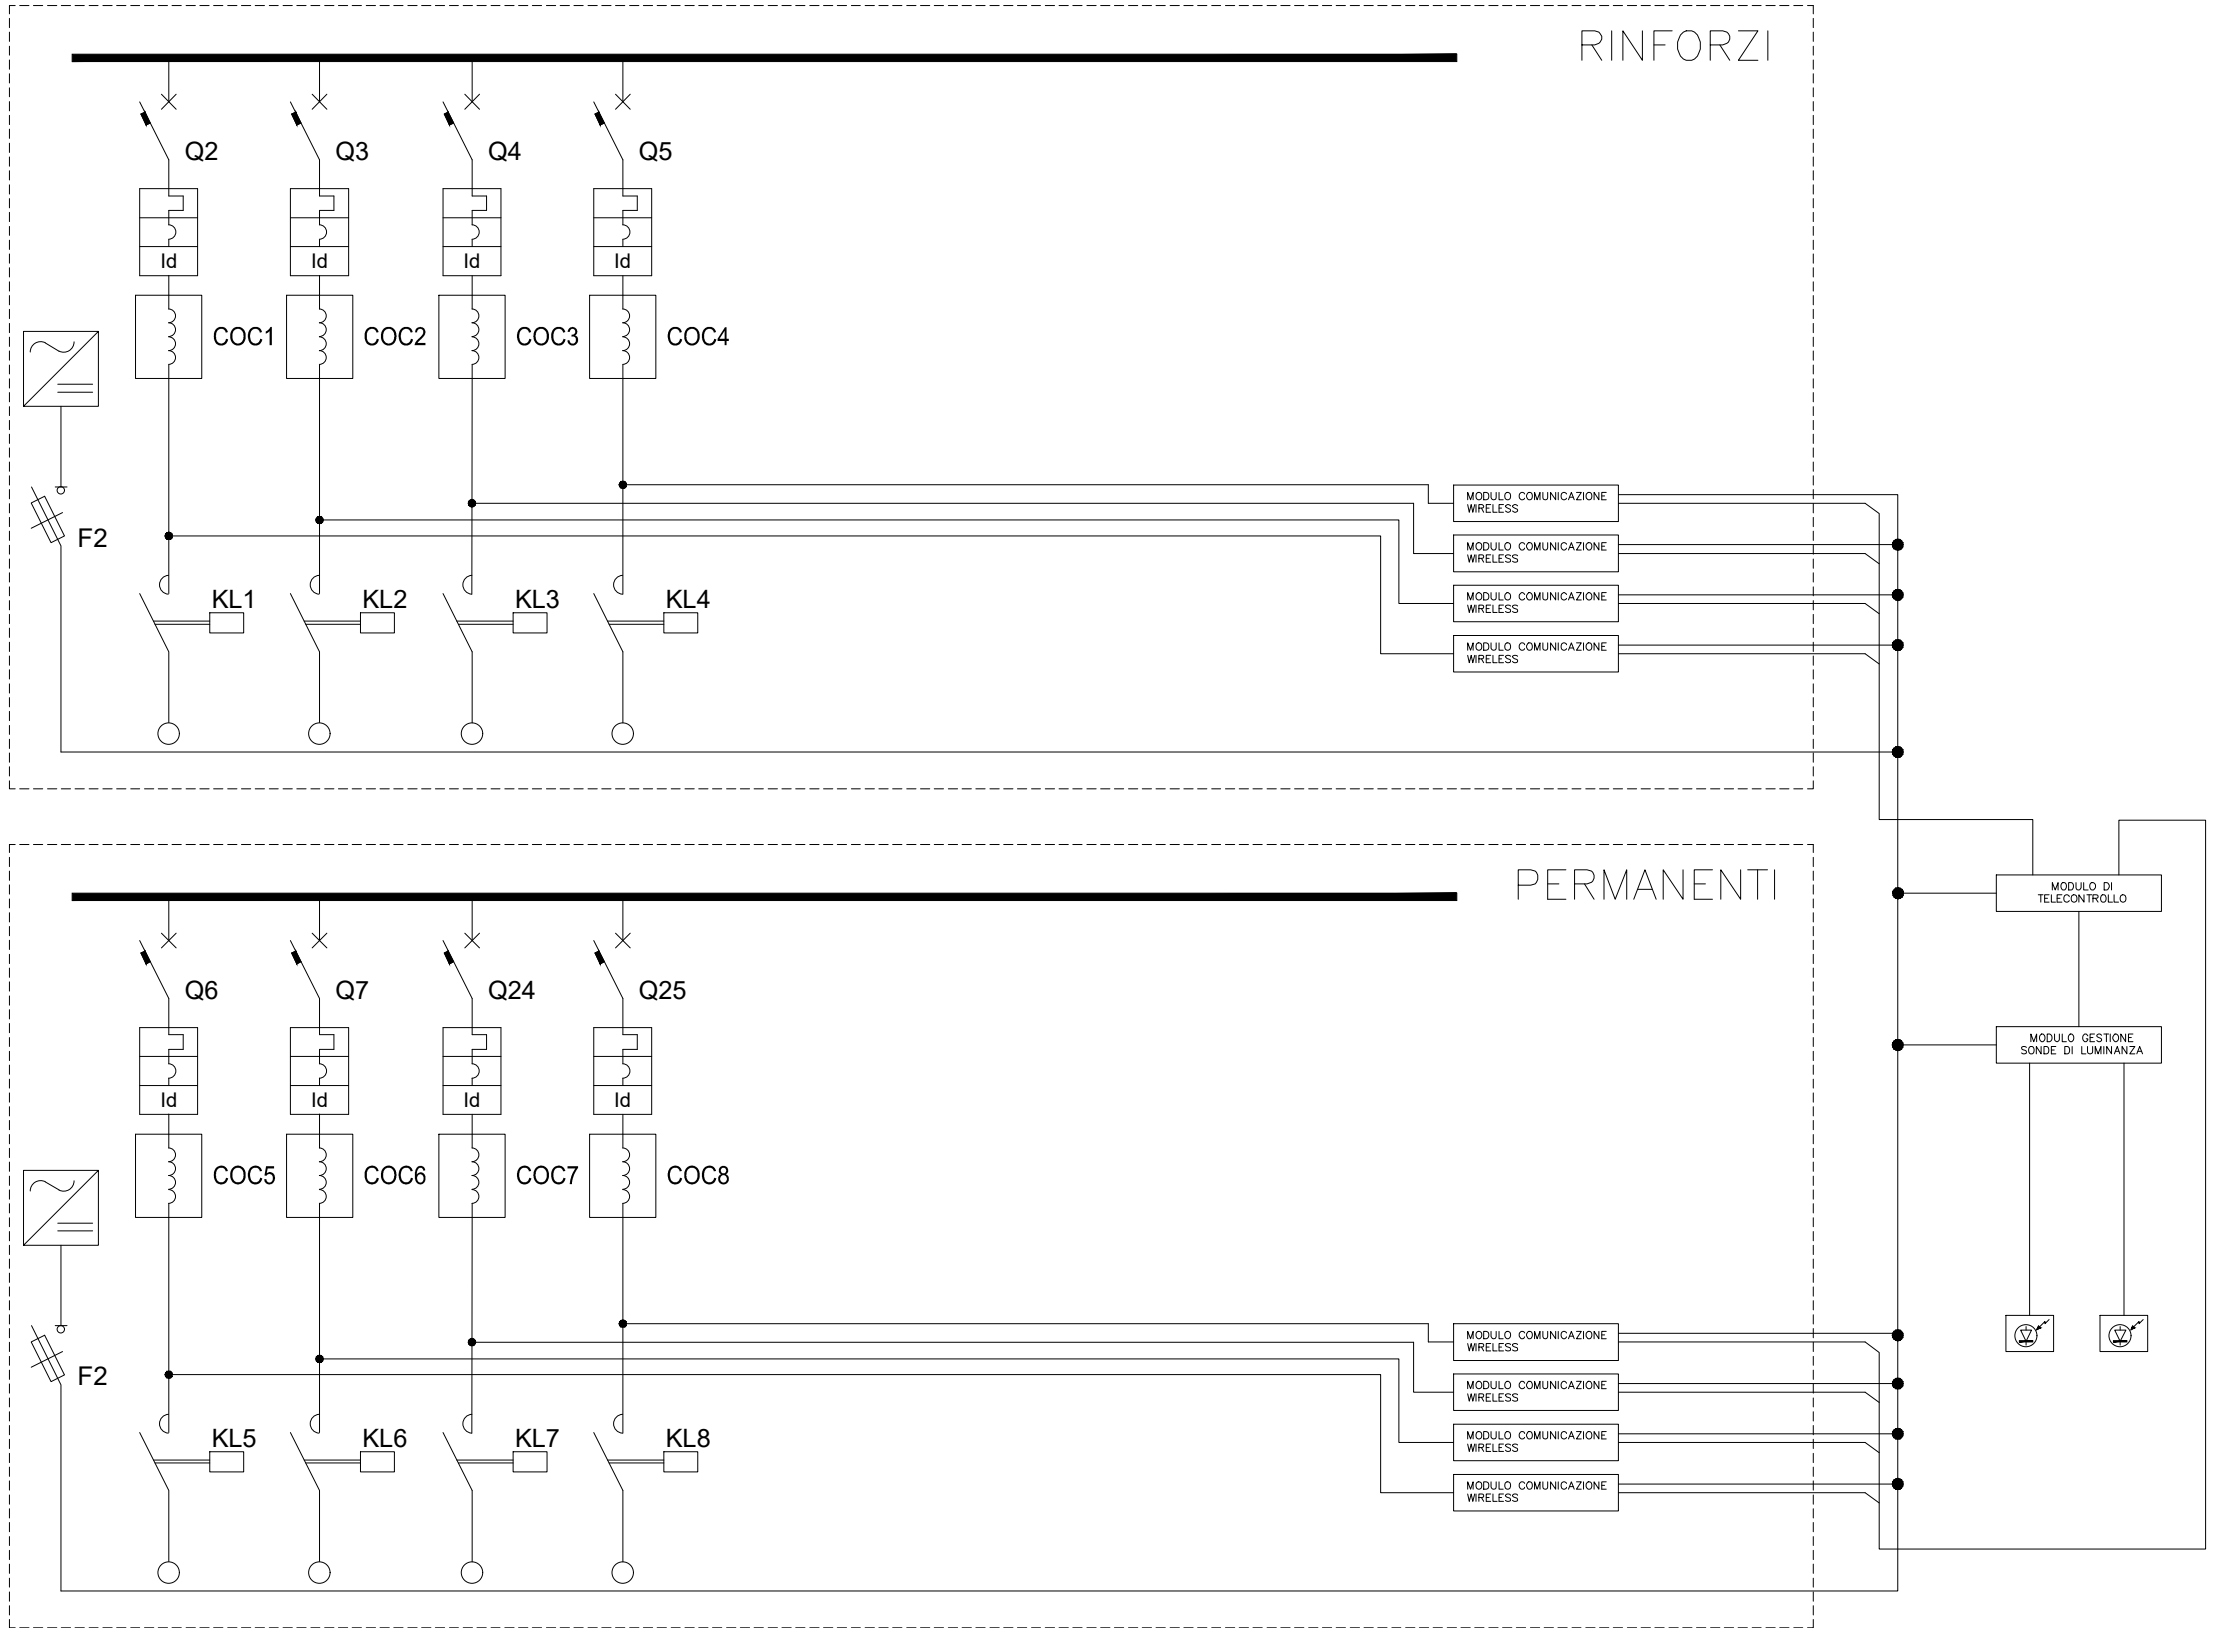 RINFORZI
Q2
Q3
Q4
Q5
Id
Id
Id
Id
COC1
COC2
COC3
COC4
MODULO COMUNICAZIONE
WIRELESS
F2
MODULO COMUNICAZIONE
WIRELESS
KL1
KL2
KL3
KL4
MODULO COMUNICAZIONE
WIRELESS
MODULO COMUNICAZIONE
WIRELESS
PERMANENTI
MODULO DI
TELECONTROLLO
Q6
Q7
Q24
Q25
MODULO GESTIONE
SONDE DI LUMINANZA
Id
Id
Id
Id
COC5
COC6
COC7
COC8
MODULO COMUNICAZIONE
WIRELESS
F2
MODULO COMUNICAZIONE
WIRELESS
KL5
KL6
KL7
KL8
MODULO COMUNICAZIONE
WIRELESS
MODULO COMUNICAZIONE
WIRELESS